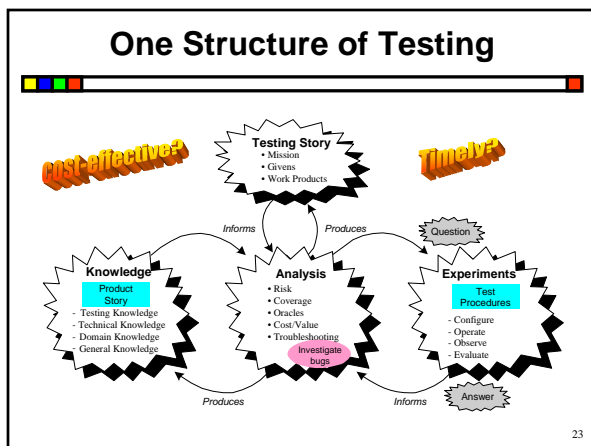 One Structure of Testing
cost-effective?
Timely?
Testing Story
• Mission
• Givens
• Work Products
Informs
Produces
Question
Knowledge
Product
Story
- Testing Knowledge
- Technical Knowledge
- Domain Knowledge
- General Knowledge
Analysis
• Risk
• Coverage
• Oracles
• Cost/Value
• Troubleshooting
Investigate
bugs
Experiments
Test
Procedures
- Configure
- Operate
- Observe
- Evaluate
Produces
Informs
Answer
23